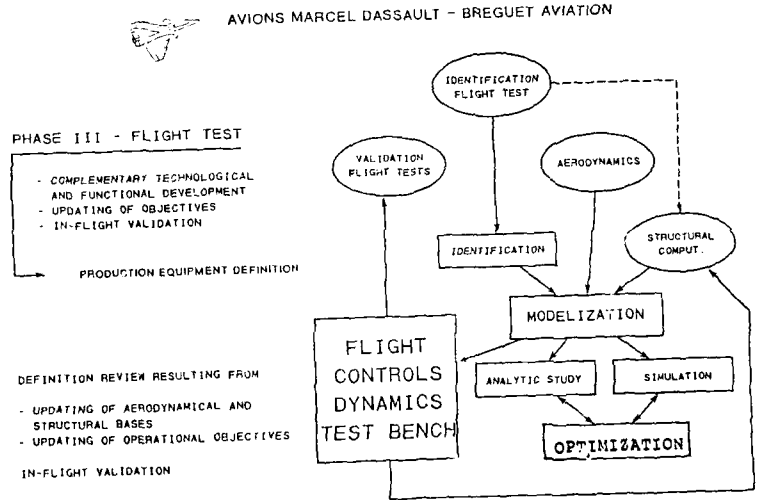 AVIONS MARCEL DASSAULT - BREGUET AVIATION
PHASE III - FLIGHT TEST
- COMPLEMENTARY TECHNOLOGICAL
AND FUNCTIONAL DEVELOPMENT
- UPDATING OF OBJECTIVES
- IN-FLIGHT VALIDATION
PRODUCTION EQUIPMENT DEFINITION
DEFINITION REVIEW RESULTING FROM
- UPDATING OF AERODYNAMICAL AND
STRUCTURAL BASES
- UPDATING OF OPERATIONAL OBJECTIVES
IN-FLIGHT VALIDATION
IDENTIFICATION
FLIGHT TEST
VALIDATION
FLIGHT TESTS
AERODYNAMICS
IDENTIFICATION
STRUCTURAL
COMPUT.
MODELIZATION
FLIGHT
CONTROLS
DYNAMICS
TEST BENCH
ANALYTIC STUDY
SIMULATION
OPTIMIZATION